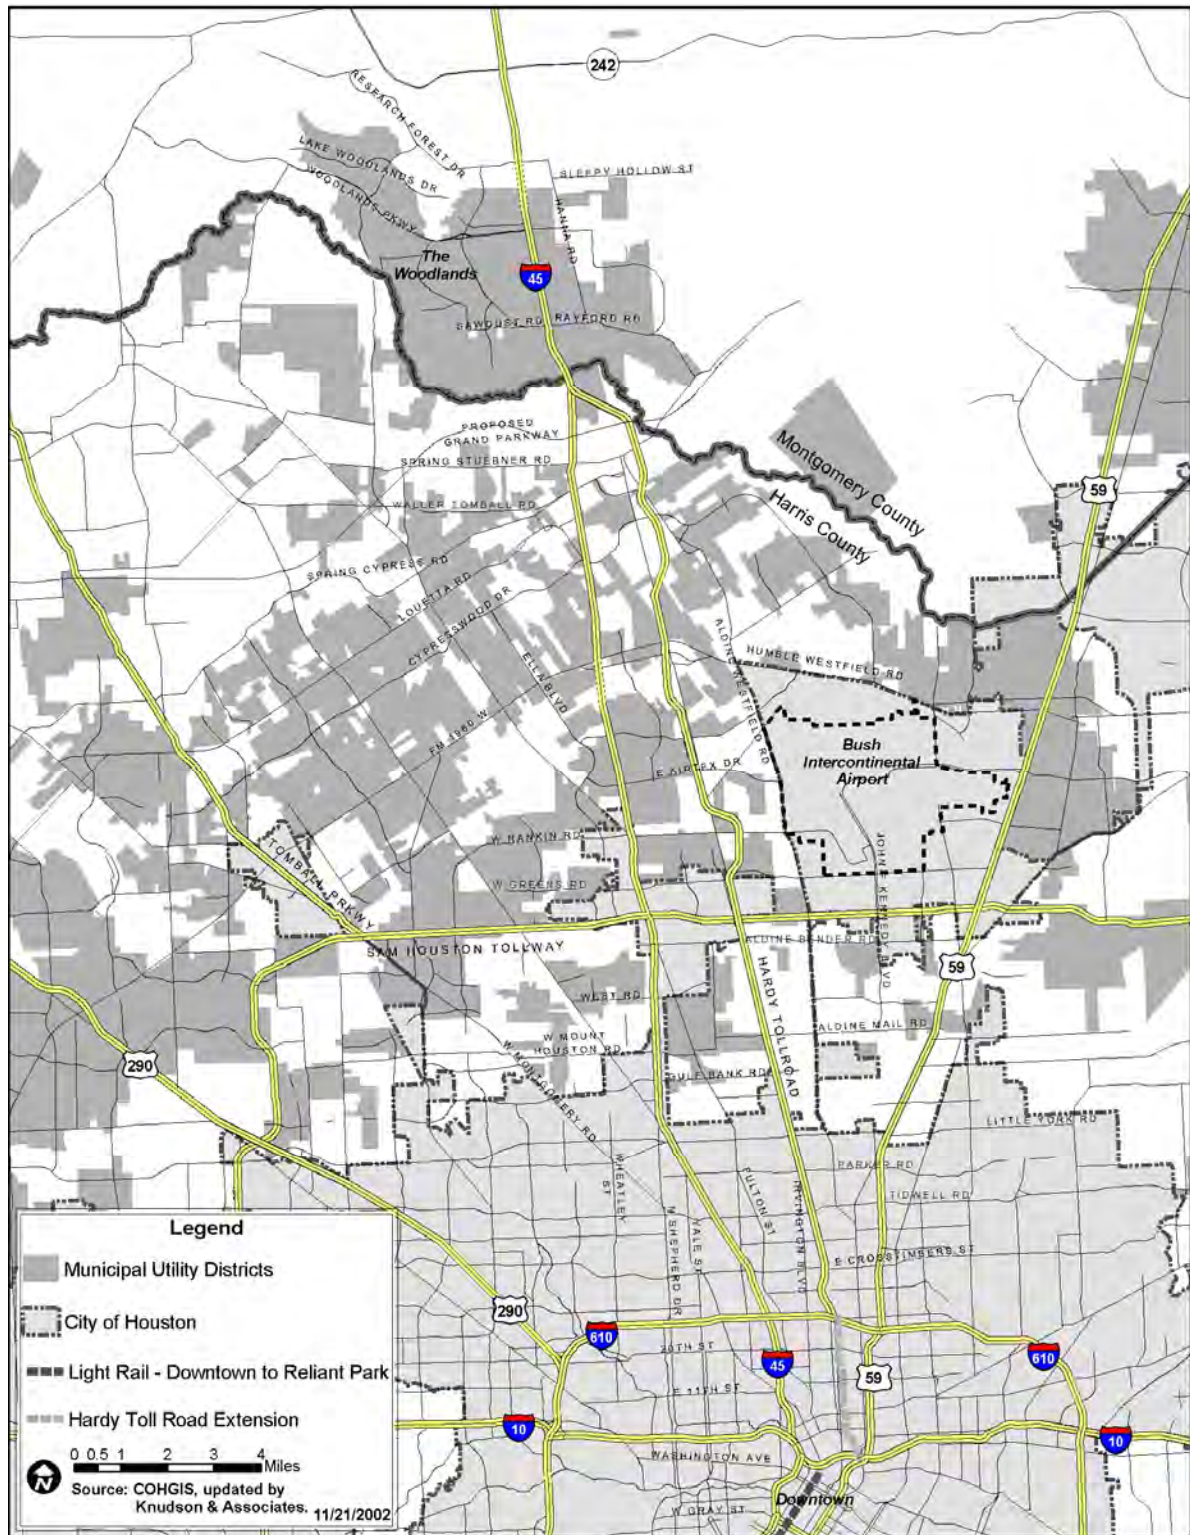 242
RESEARCH FOREST DR
LAKE WOODLANDS DR
WOODLANDS PKWY
SLEEPY HOLLOW ST
HANNA RD
The
Woodlands
45
SAWDUST RD
RAYFORD RD
PROPOSED
GRAND PARKWAY
SPRING STUEBNER RD
WALLER TOMBALL RD
Montgomery County
Harris County
59
SPRING CYPRESS RD
LOUETTA RD
CYPRESSWOOD DR
ELLA BLVD
ALDINE WESTFIELD RD
HUMBLE WESTFIELD RD
FM 1960 W
Bush
Intercontinental
Airport
W RANKIN RD
JOHN F KENNEDY BLVD
TOMBALL PRKWY
W GREENS RD
SAM HOUSTON TOLLWAY
ALDINE BENDER RD
59
HARDY TOLLROAD
WEST RD
ALDINE MAIL RD
W MOUNT
HOUSTON RD
290
GULF BANK RD
W MONTGOMERY RD
LITTLE YORK RD
PARKER RD
WHEATLEY
ST
FULTON ST
IRVINGTON BLVD
TIDWELL RD
N SHEPHERD DR
YALE ST
E CROSSTIMBERS ST
290
610
20TH ST
45
59
610
E 11TH ST
10
10
WASHINGTON AVE
Downtown
W GRAY ST
Legend
Municipal Utility Districts
City of Houston
Light Rail - Downtown to Reliant Park
Hardy Toll Road Extension
0 0.5 1 2 3 4
Miles
N
Source: COHGIS, updated by
Knudson & Associates. 11/21/2002